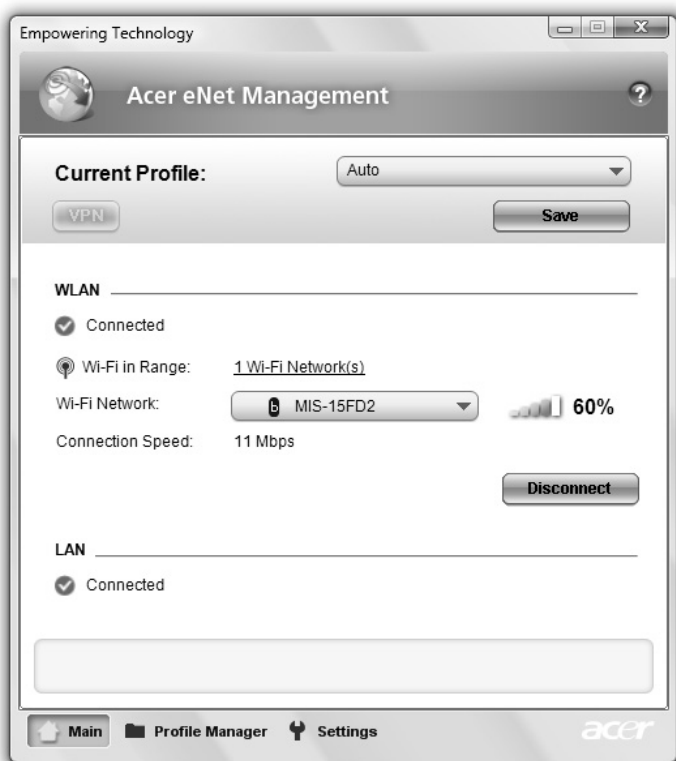 Empowering Technology
Acer eNet Management
?
Current Profile:
Auto
VPN
Save
WLAN
Connected
Wi-Fi in Range:
1 Wi-Fi Network(s)
Wi-Fi Network:
b MIS-15FD2
60%
Connection Speed:
11 Mbps
Disconnect
LAN
Connected
Main
Profile Manager
Settings
acer